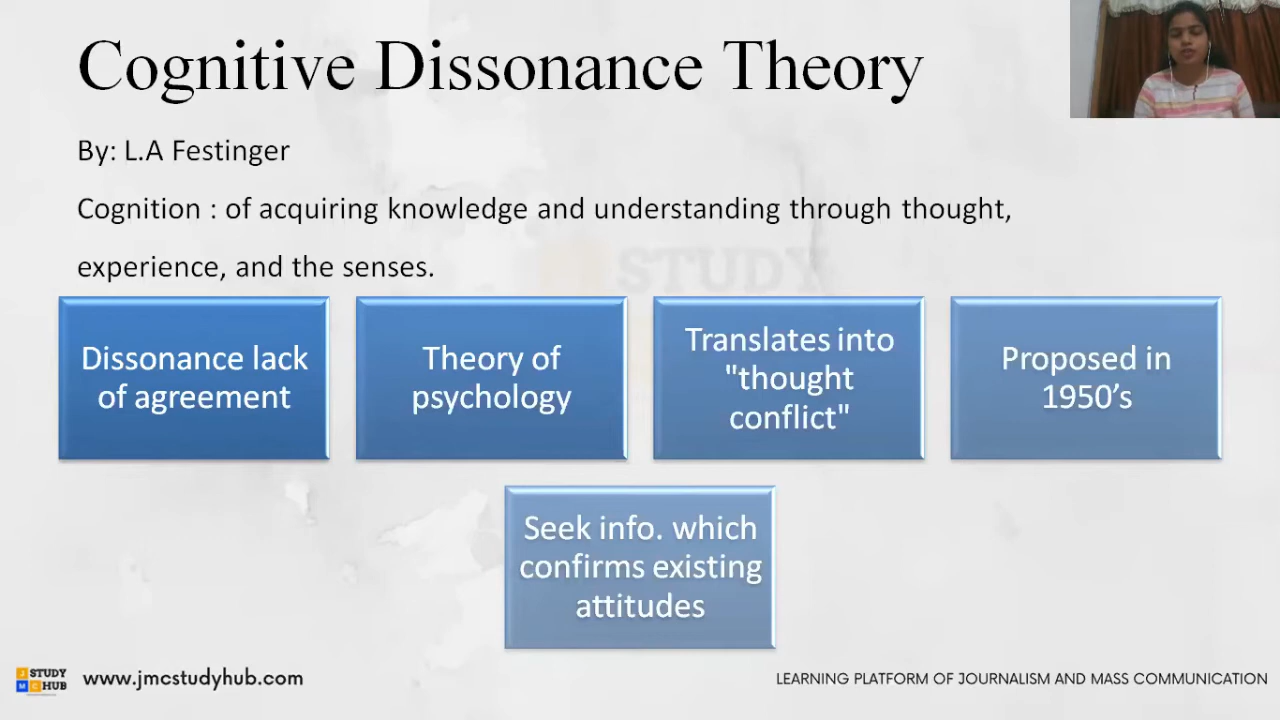 Cognitive Dissonance Theory
By: L.A Festinger
Cognition : of acquiring knowledge and understanding through thought,
experience, and the senses.
STUDY
Dissonance lack
of agreement
Theory of
psychology
Translates into
"thought
conflict"
Proposed in
1950’s
Seek info. which
confirms existing
attitudes
J STUDY
MC HUB
www.jmcstudyhub.com
LEARNING PLATFORM OF JOURNALISM AND MASS COMMUNICATION